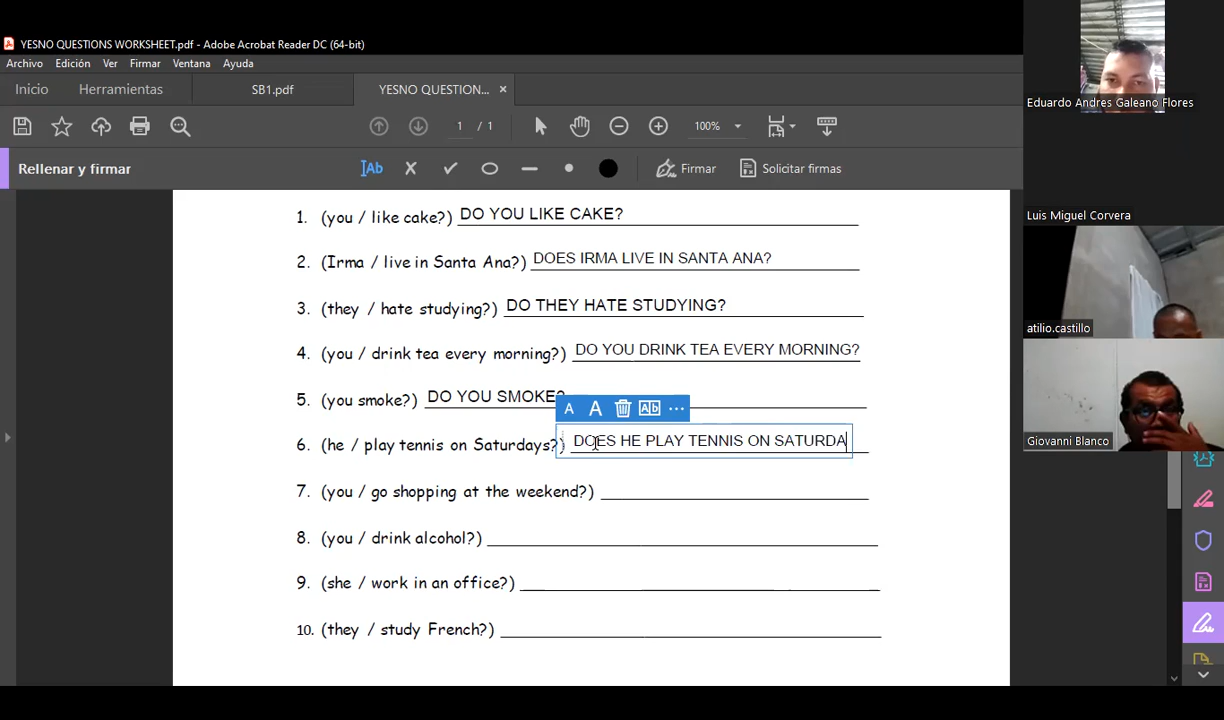 YESNO QUESTIONS WORKSHEET.pdf - Adobe Acrobat Reader DC (64-bit)
Archivo Edición Ver Firmar Ventana Ayuda
Inicio Herramientas SB1.pdf YESNO QUESTION... ×
1 / 1 100%
Rellenar y firmar Ab Firmar Solicitar firmas
1. (you / like cake?) DO YOU LIKE CAKE?
2. (Irma / live in Santa Ana?) DOES IRMA LIVE IN SANTA ANA?
3. (they / hate studying?) DO THEY HATE STUDYING?
4. (you / drink tea every morning?) DO YOU DRINK TEA EVERY MORNING?
5. (you smoke?) DO YOU SMOKE?
A A Ab ...
6. (he / play tennis on Saturdays?) DOES HE PLAY TENNIS ON SATURDA
7. (you / go shopping at the weekend?)
8. (you / drink alcohol?)
9. (she / work in an office?)
10. (they / study French?)
Eduardo Andres Galeano Flores
Luis Miguel Corvera
atilio.castillo
Giovanni Blanco